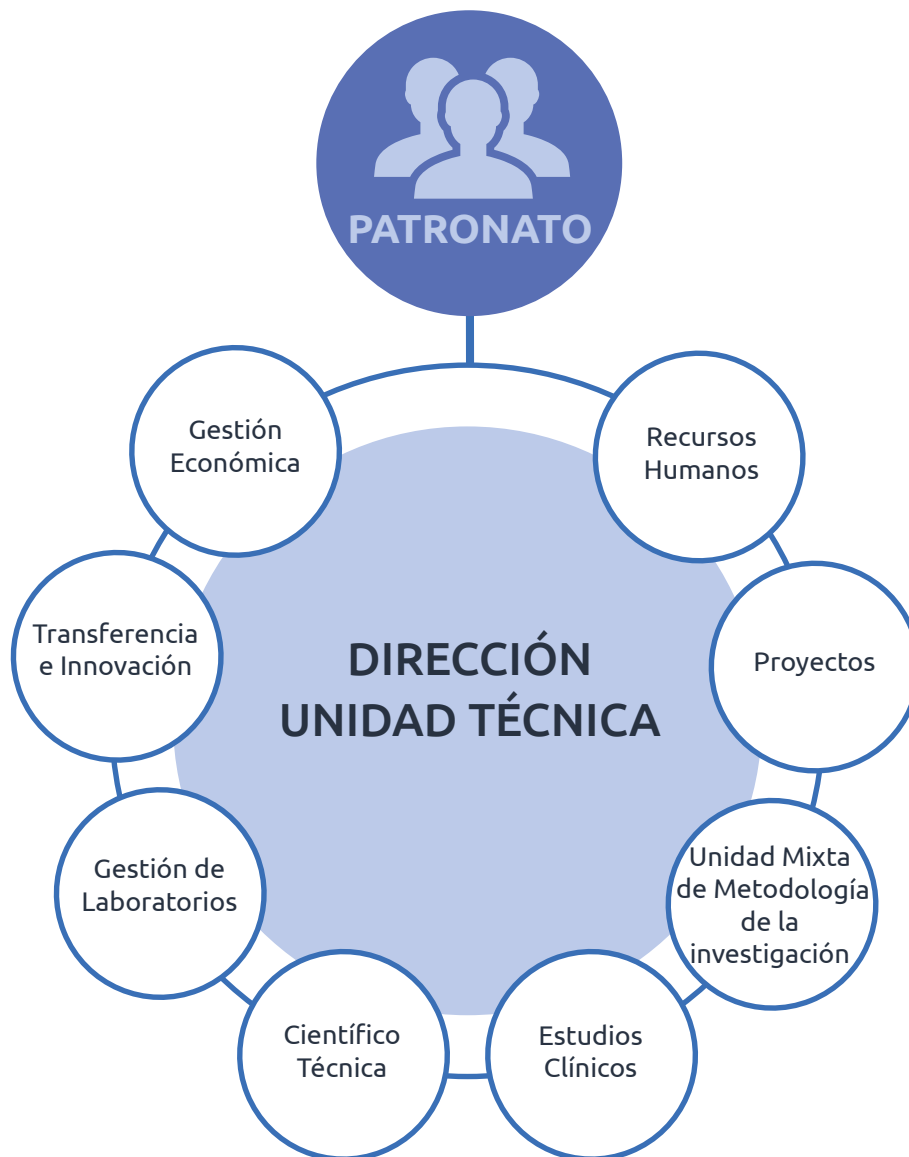 PATRONATO
Gestión
Económica
Recursos
Humanos
Transferencia
e Innovación
DIRECCIÓN
UNIDAD TÉCNICA
Proyectos
Gestión de
Laboratorios
Unidad Mixta
de Metodología
de la
investigación
Científico
Técnica
Estudios
Clínicos